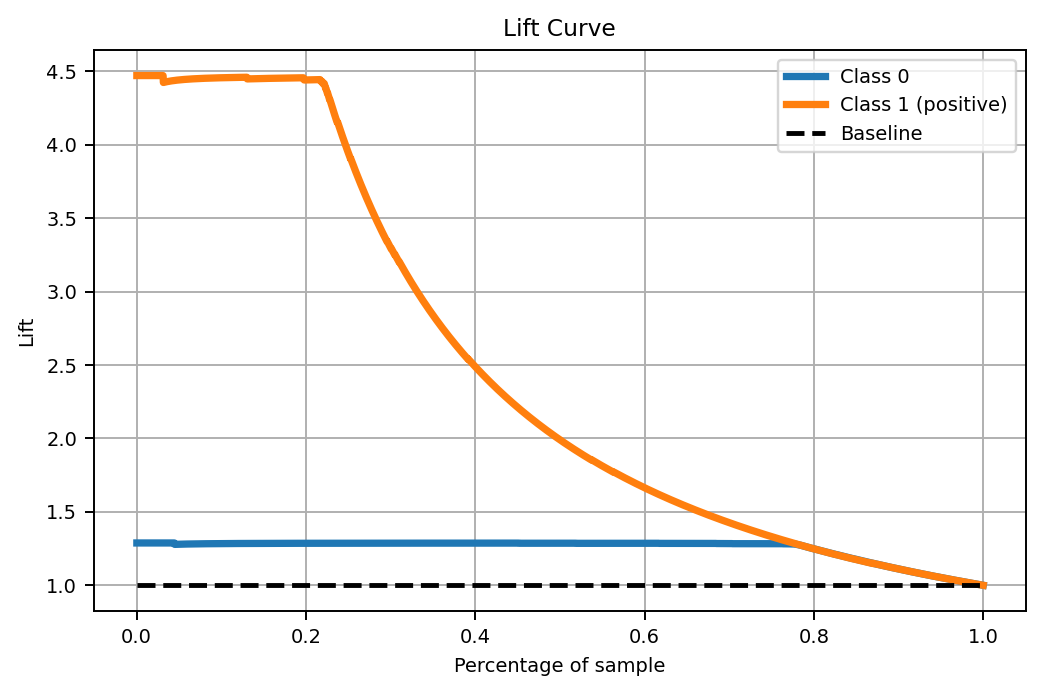 Lift Curve
Class 0
Class 1 (positive)
Baseline
Lift
4.5
4.0
3.5
3.0
2.5
2.0
1.5
1.0
0.0 0.2 0.4 0.6 0.8 1.0
Percentage of sample